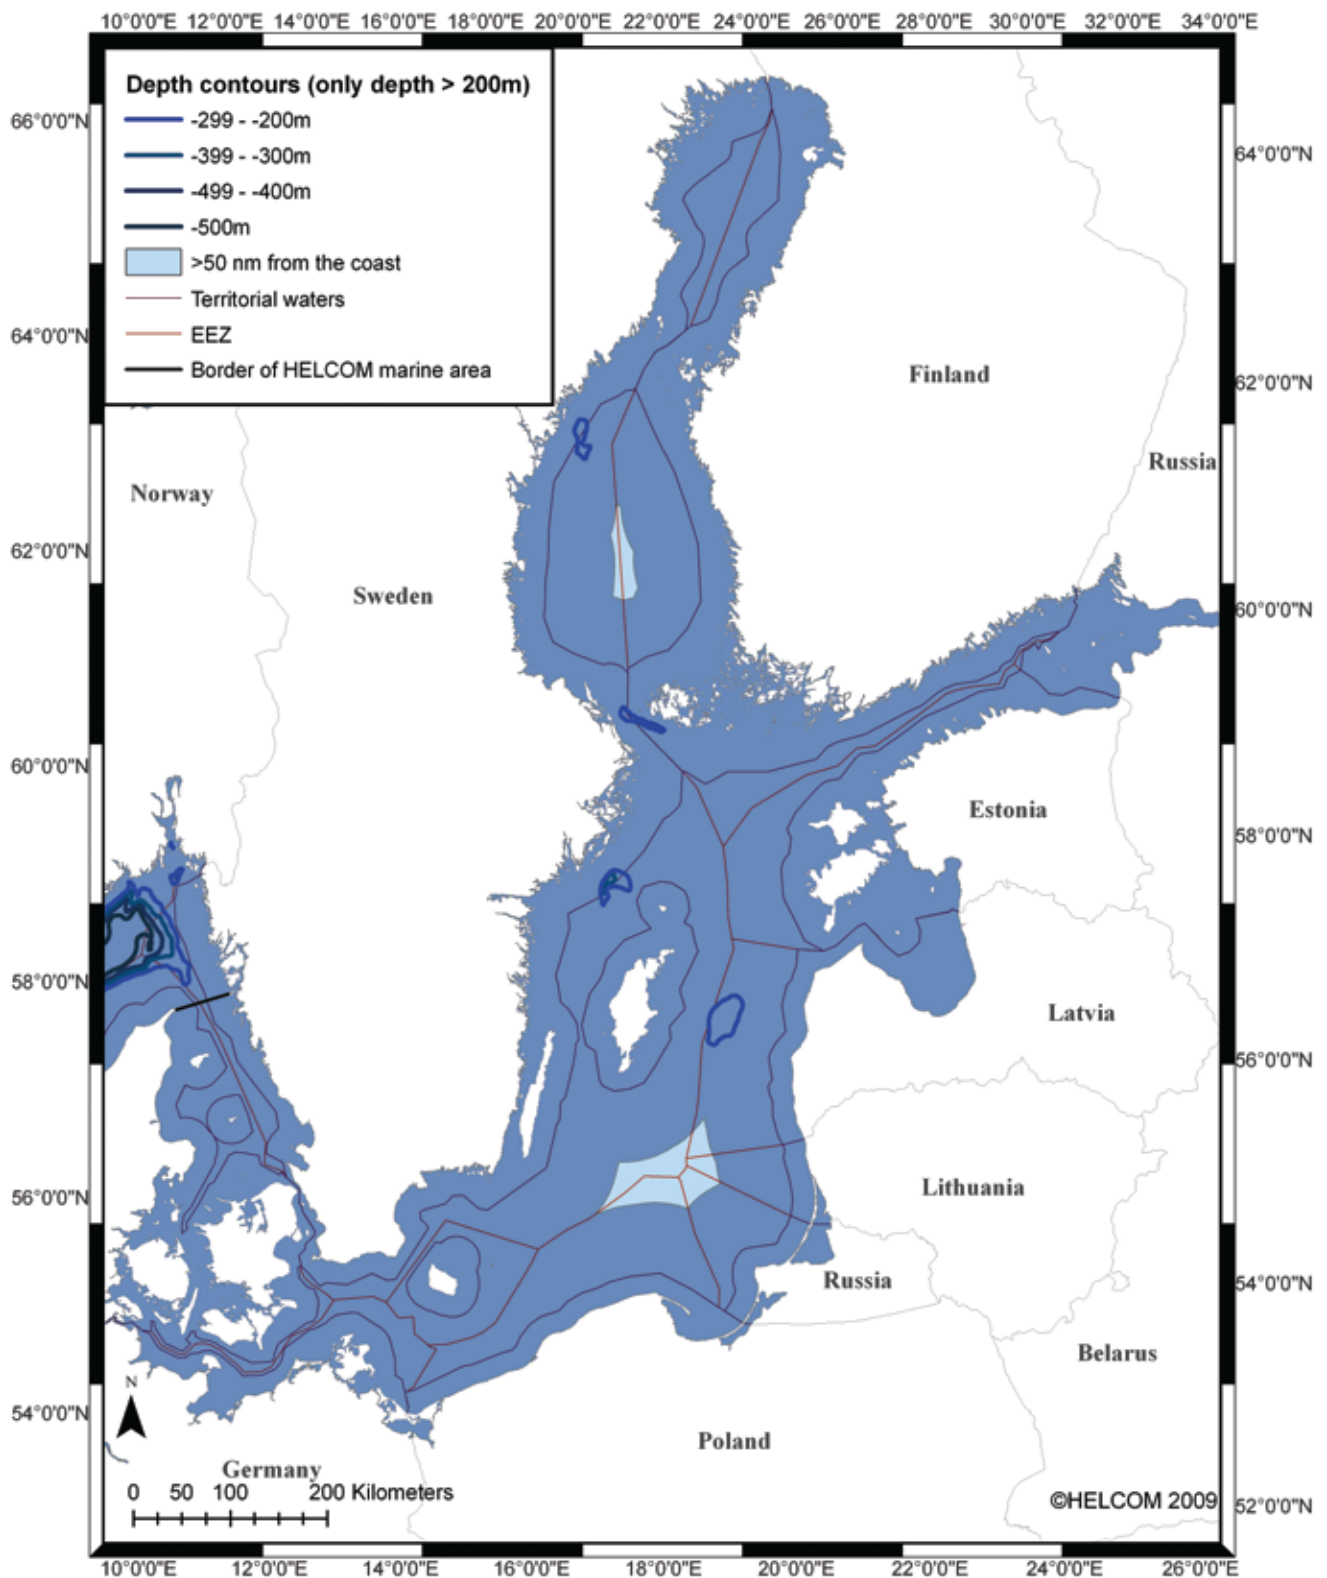 10°0'0"E 12°0'0"E 14°0'0"E 16°0'0"E 18°0'0"E 20°0'0"E 22°0'0"E 24°0'0"E 26°0'0"E 28°0'0"E 30°0'0"E 32°0'0"E 34°0'0"E
Depth contours (only depth > 200m)
-299 - -200m
-399 - -300m
-499 - -400m
-500m
>50 nm from the coast
Territorial waters
EEZ
Border of HELCOM marine area
66°0'0"N
64°0'0"N
64°0'0"N
Finland
62°0'0"N
Russia
Norway
62°0'0"N
Sweden
60°0'0"N
60°0'0"N
Estonia
58°0'0"N
58°0'0"N
Latvia
56°0'0"N
Lithuania
56°0'0"N
Russia
54°0'0"N
Belarus
N
54°0'0"N
Poland
Germany
0 50 100 200 Kilometers
©HELCOM 2009
52°0'0"N
10°0'0"E 12°0'0"E 14°0'0"E 16°0'0"E 18°0'0"E 20°0'0"E 22°0'0"E 24°0'0"E 26°0'0"E